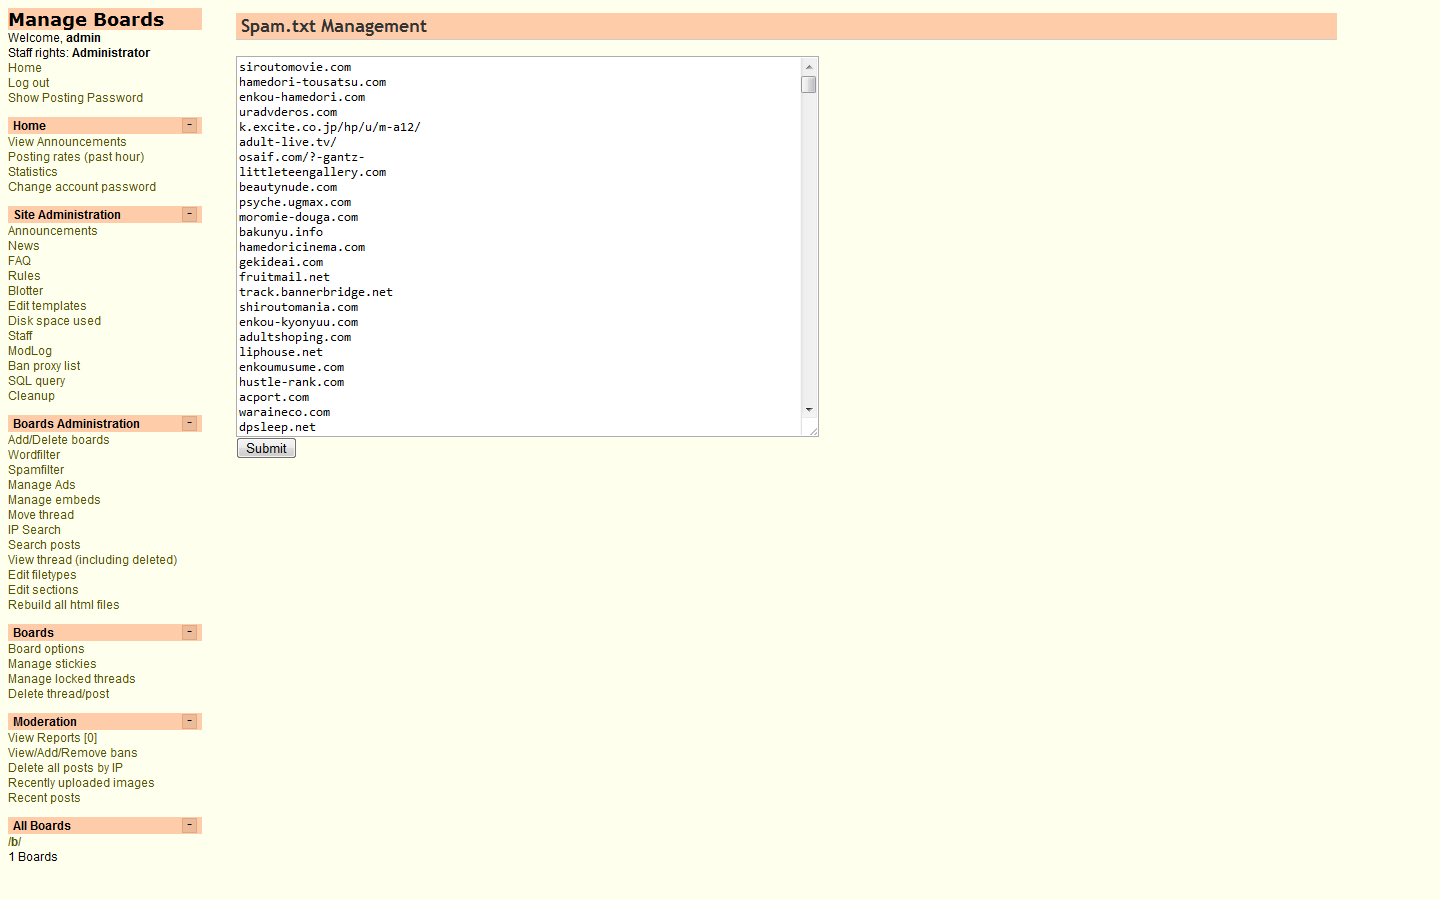 Manage Boards
Welcome, admin
Staff rights: Administrator
Home
Log out
Show Posting Password
Home -
View Announcements
Posting rates (past hour)
Statistics
Change account password
Site Administration -
Announcements
News
FAQ
Rules
Blotter
Edit templates
Disk space used
Staff
ModLog
Ban proxy list
SQL query
Cleanup
Boards Administration -
Add/Delete boards
Wordfilter
Spamfilter
Manage Ads
Manage embeds
Move thread
IP Search
Search posts
View thread (including deleted)
Edit filetypes
Edit sections
Rebuild all html files
Boards -
Board options
Manage stickies
Manage locked threads
Delete thread/post
Moderation -
View Reports [0]
View/Add/Remove bans
Delete all posts by IP
Recently uploaded images
Recent posts
All Boards -
/b/
1 Boards
Spam.txt Management
siroutomovie.com
hamedori-tousatsu.com
enkou-hamedori.com
uradvderos.com
k.excite.co.jp/hp/u/m-a12/
adult-live.tv/
osaif.com/?-gantz-
littleteengallery.com
beautynude.com
psyche.ugmax.com
moromie-douga.com
bakunyu.info
hamedoricinema.com
gekideai.com
fruitmail.net
track.bannerbridge.net
shiroutomania.com
enkou-kyonyuu.com
adultshoping.com
liphouse.net
enkoumusume.com
hustle-rank.com
acport.com
waraineco.com
dpsleep.net
Submit